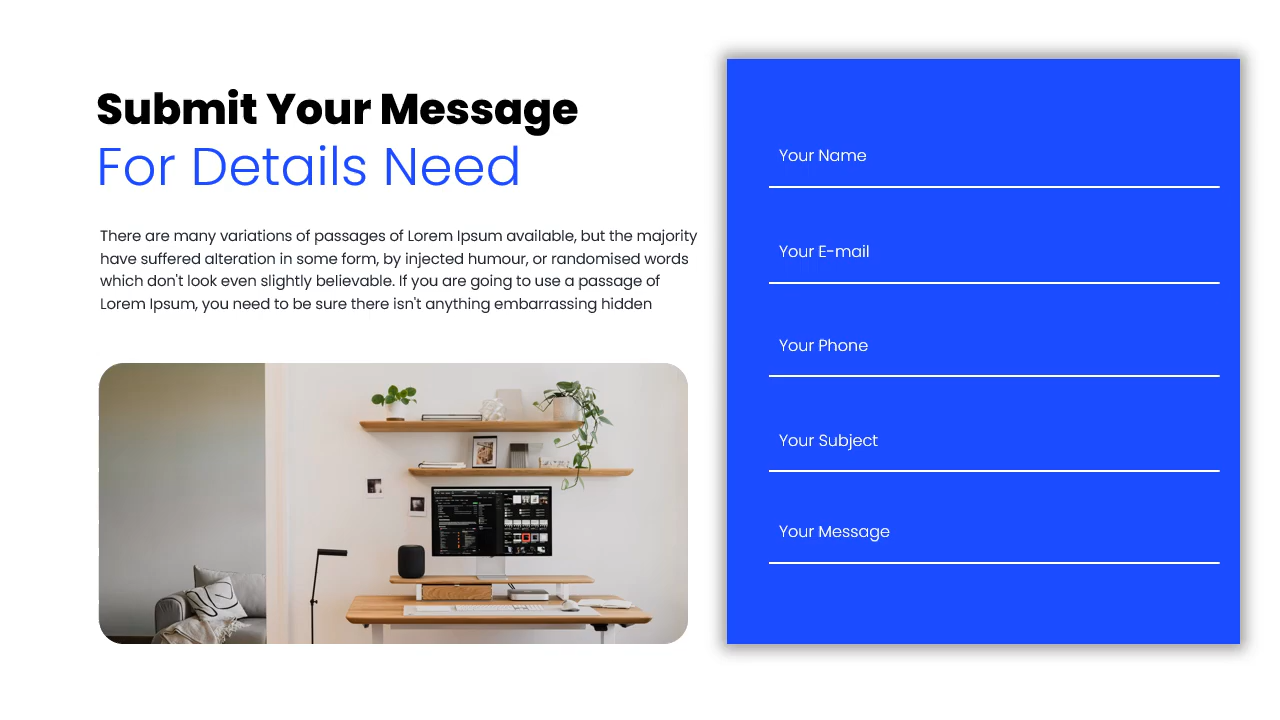 Submit Your Message
For Details Need
There are many variations of passages of Lorem Ipsum available, but the majority
have suffered alteration in some form, by injected humour, or randomised words
which don't look even slightly believable. If you are going to use a passage of
Lorem Ipsum, you need to be sure there isn't anything embarrassing hidden
Your Name
Your E-mail
Your Phone
Your Subject
Your Message